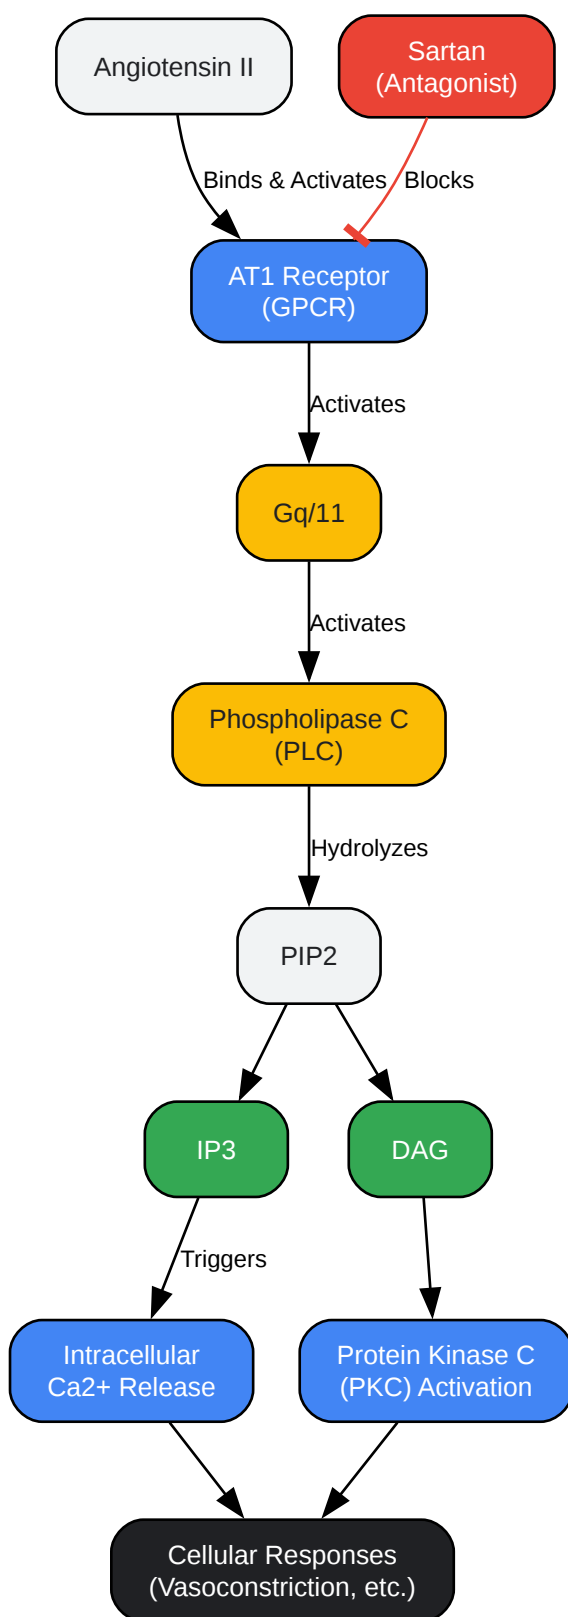 Angiotensin II
Sartan
(Antagonist)
Binds & Activates
Blocks
AT1 Receptor
(GPCR)
Activates
Gq/11
Activates
Phospholipase C
(PLC)
Hydrolyzes
PIP2
IP3
DAG
Triggers
Intracellular
Ca2+ Release
Protein Kinase C
(PKC) Activation
Cellular Responses
(Vasoconstriction, etc.)